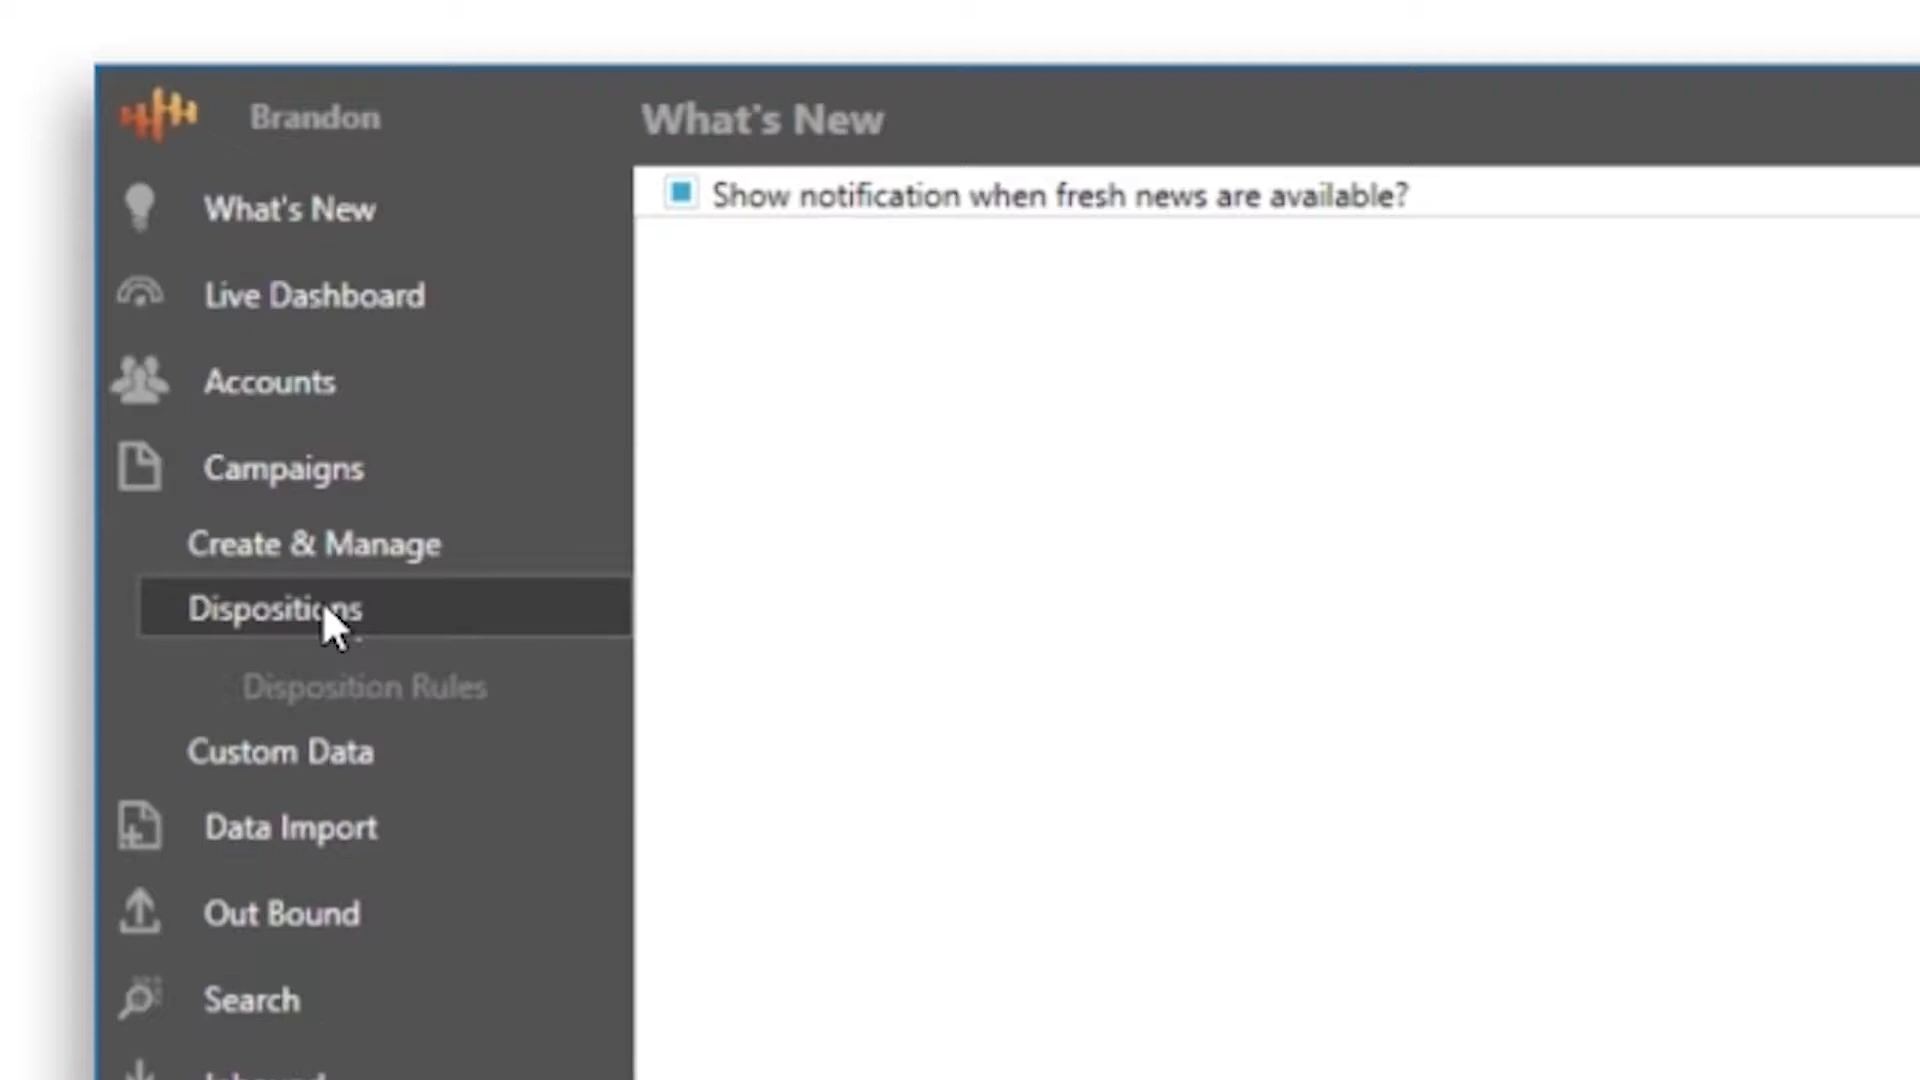 Brandon
What's New
What's New
Show notification when fresh news are available?
Live Dashboard
Accounts
Campaigns
Create & Manage
Dispositions
Disposition Rules
Custom Data
Data Import
Out Bound
Search